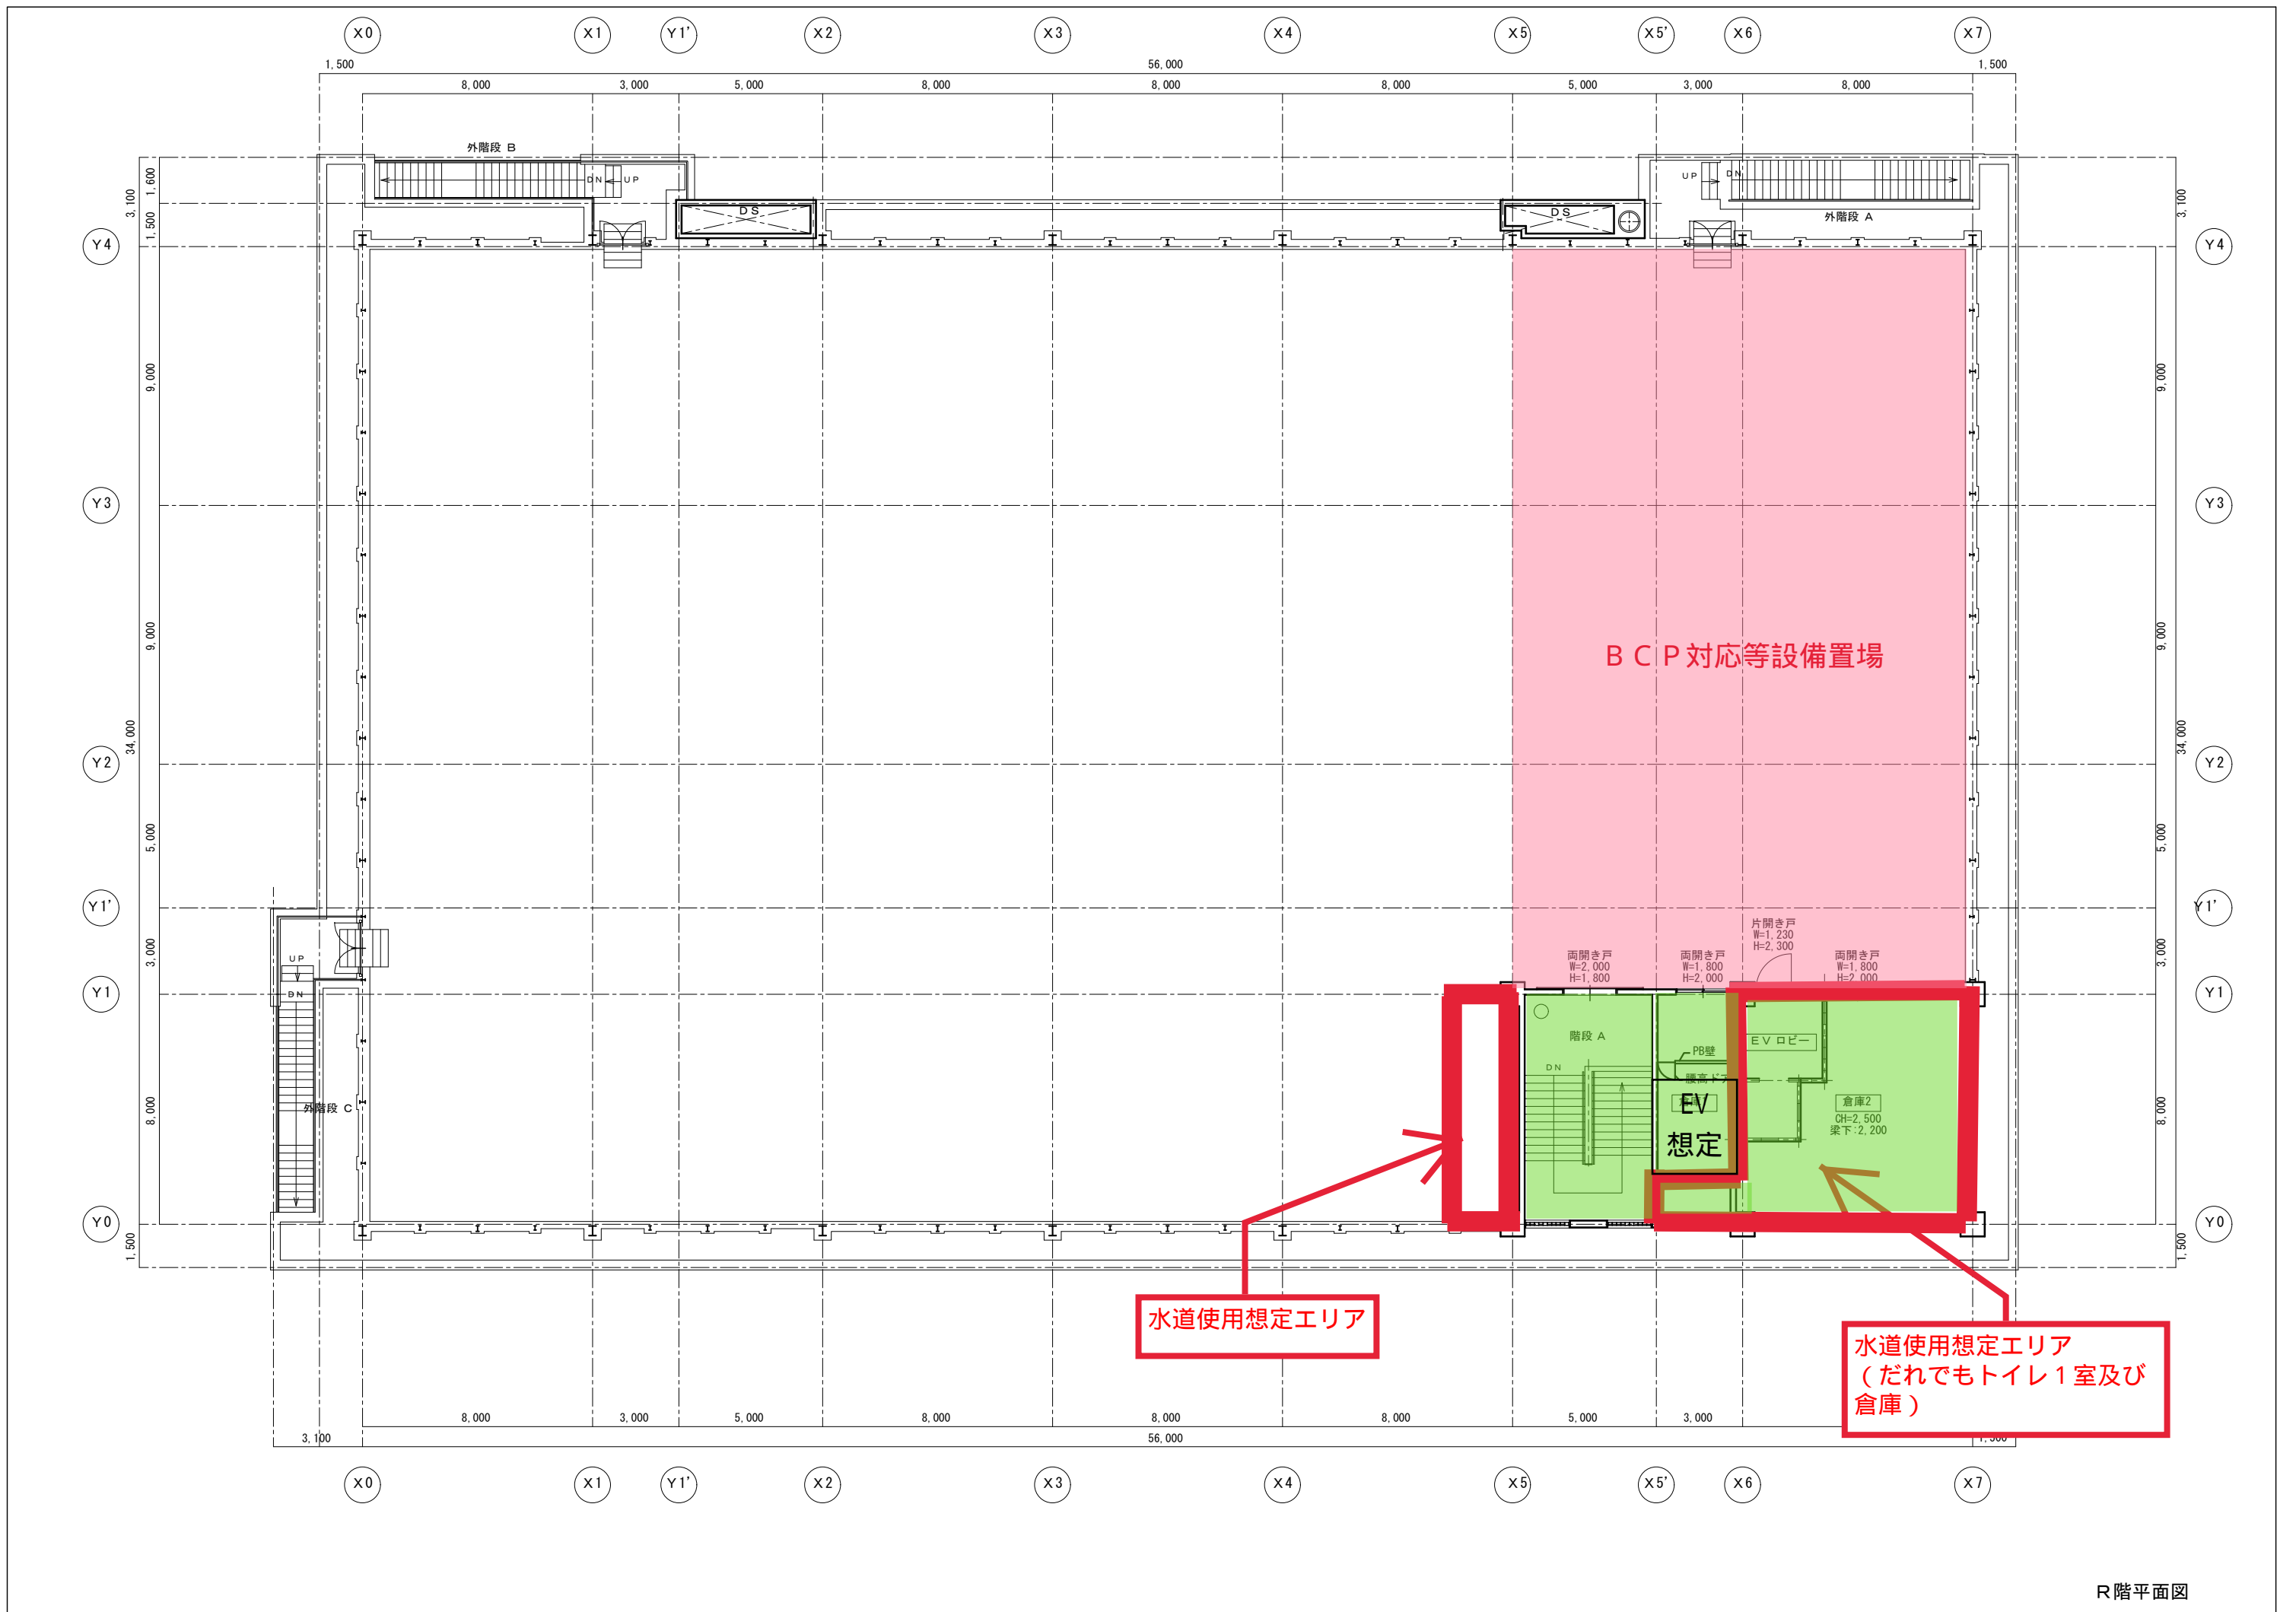 X0 X1 Y1' X2 X3 X4 X5 X5' X6 X7
1,500 56,000 1,500
8,000 3,000 5,000 8,000 8,000 8,000 5,000 3,000 8,000
外階段 B
DN UP
UP DN
外階段 A
DS
DS
3,100
1,600
1,500
3,100
Y4
Y4
9,000
9,000
Y3
Y3
9,000
9,000
BCP対応等設備置場
34,000
34,000
Y2
Y2
5,000
5,000
Y1'
Y1'
3,000
3,000
片開き戸
W=1,230
H=2,300
両開き戸
W=2,000
H=1,800
両開き戸
W=1,800
H=2,000
両開き戸
W=1,800
H=2,000
UP
DN
Y1
Y1
階段 A
EV ロビー
PB壁
DN
腰高ド
EV
想定
倉庫2
CH=2,500
梁下:2,200
8,000
8,000
外階段 C
Y0
Y0
1,500
1,500
水道使用想定エリア
水道使用想定エリア
(だれでもトイレ1室及び
倉庫)
8,000 3,000 5,000 8,000 8,000 8,000 5,000 3,000
3,100 56,000 1,500
X0 X1 Y1' X2 X3 X4 X5 X5' X6 X7
R階平面図